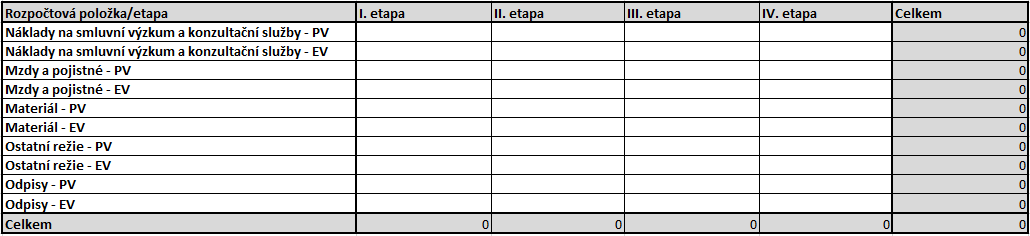 Rozpočtová položka/etapa I. etapa II. etapa III. etapa IV. etapa Celkem
Náklady na smluvní výzkum a konzultační služby - PV 0
Náklady na smluvní výzkum a konzultační služby - EV 0
Mzdy a pojistné - PV 0
Mzdy a pojistné - EV 0
Materiál - PV 0
Materiál - EV 0
Ostatní režie - PV 0
Ostatní režie - EV 0
Odpisy - PV 0
Odpisy - EV 0
Celkem 0 0 0 0 0